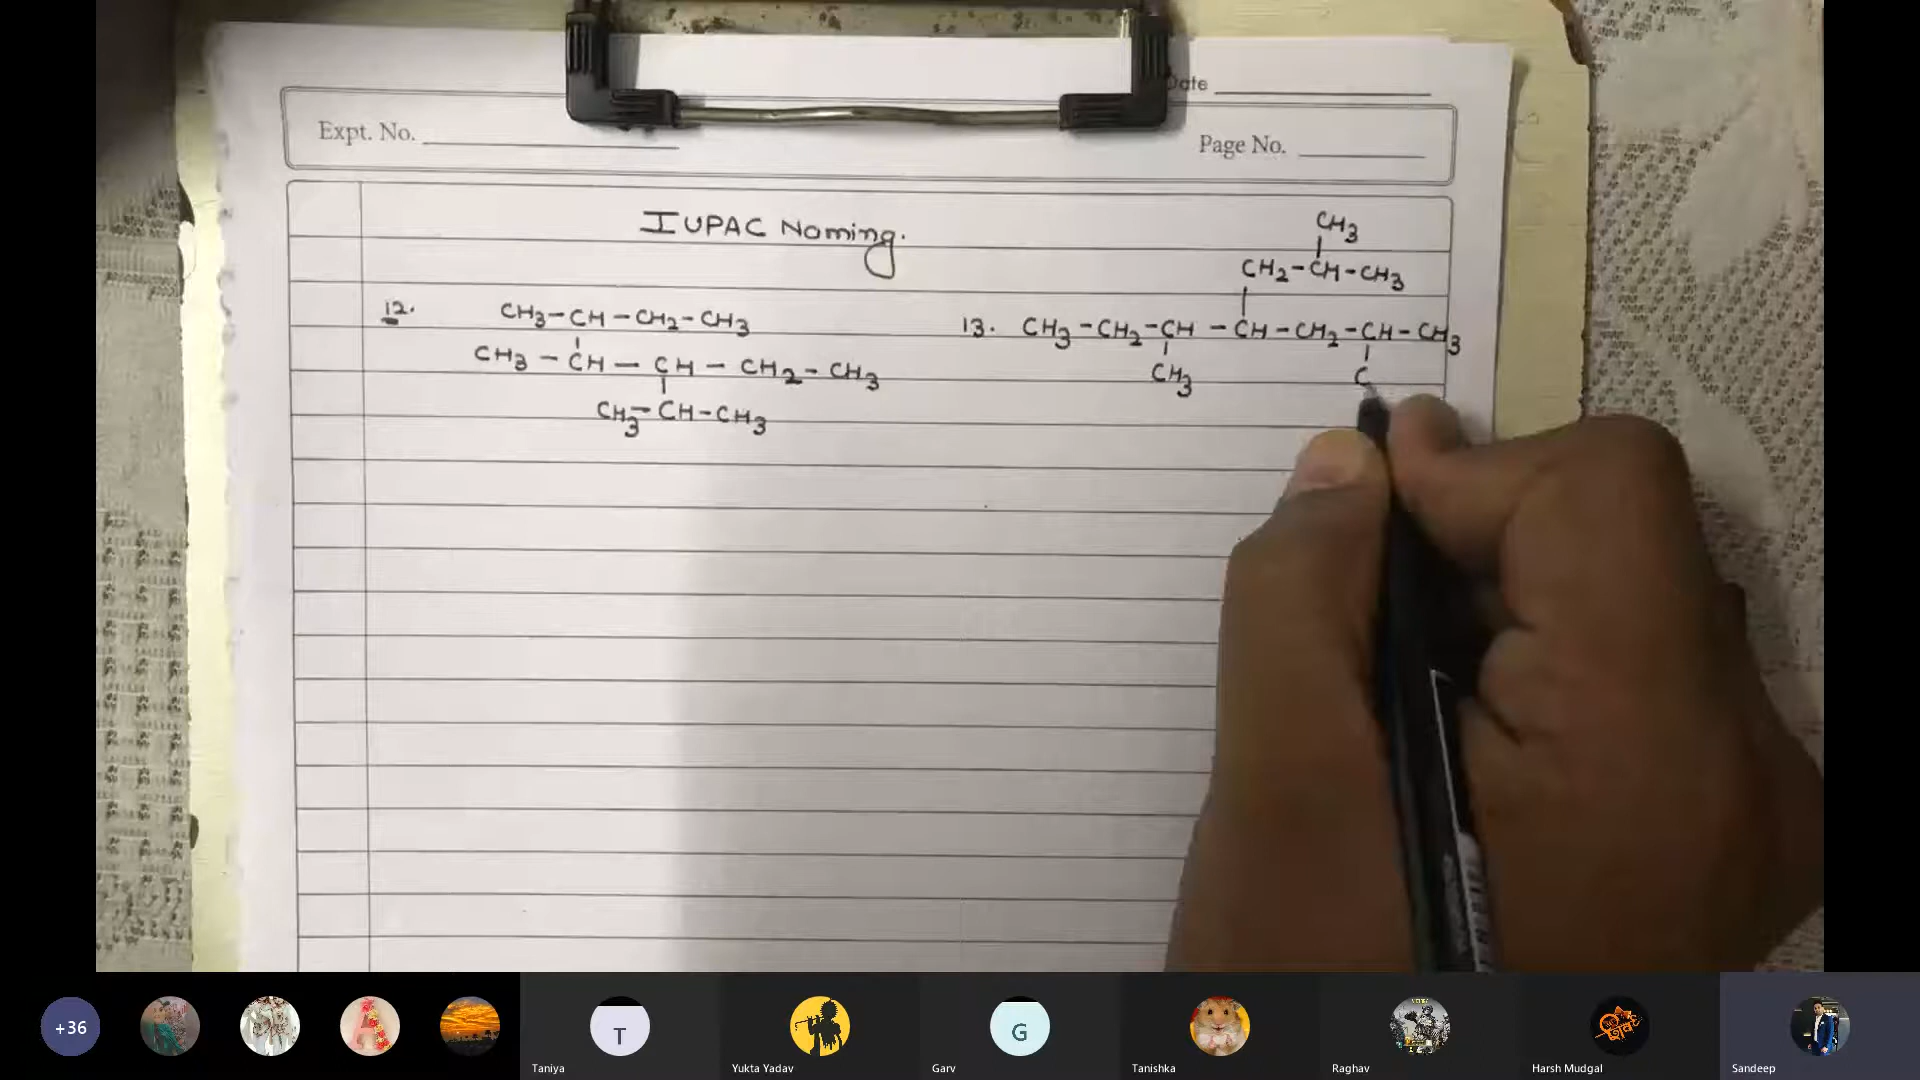 Date
Expt. No.
Page No.
IUPAC Naming.
12.
CH3-CH-CH2-CH3
CH3-CH-CH-CH2-CH3
CH3-CH-CH3
CH3
CH2-CH-CH3
13. CH3-CH2-CH-CH-CH2-CH-CH3
CH3 C
+36
T
G
Taniya
Yukta Yadav
Garv
Tanishka
Raghav
Harsh Mudgal
Sandeep